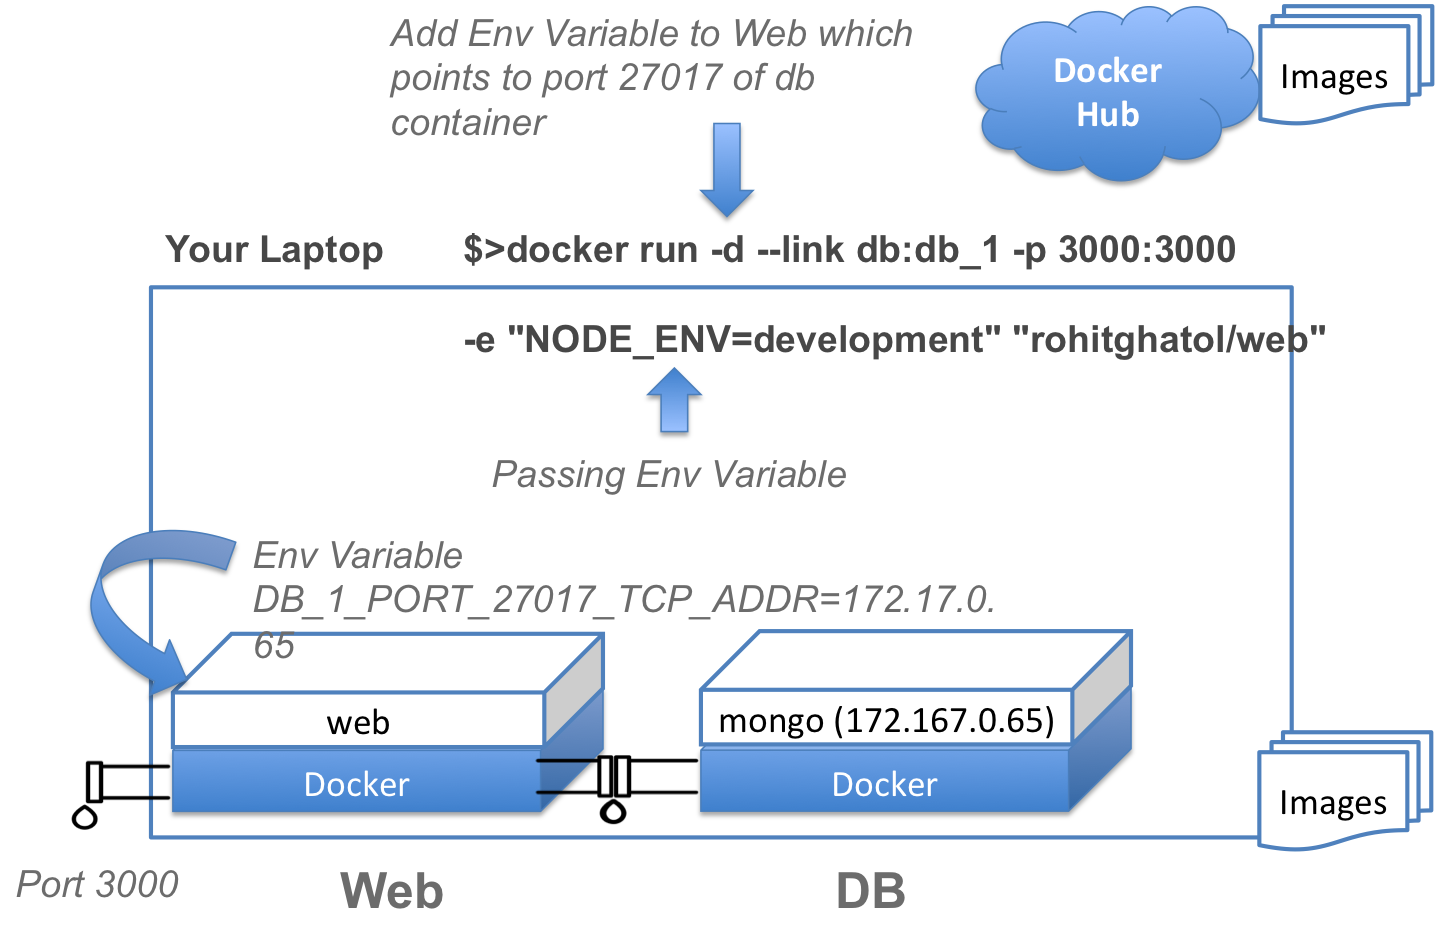 Add Env Variable to Web which
points to port 27017 of db
container
Docker
Hub
Images
Your Laptop
$>docker run -d --link db:db_1 -p 3000:3000
-e "NODE_ENV=development" "rohitghatol/web"
Passing Env Variable
Env Variable
DB_1_PORT_27017_TCP_ADDR=172.17.0.
65
web
mongo (172.167.0.65)
Docker
Docker
Images
Port 3000
Web
DB